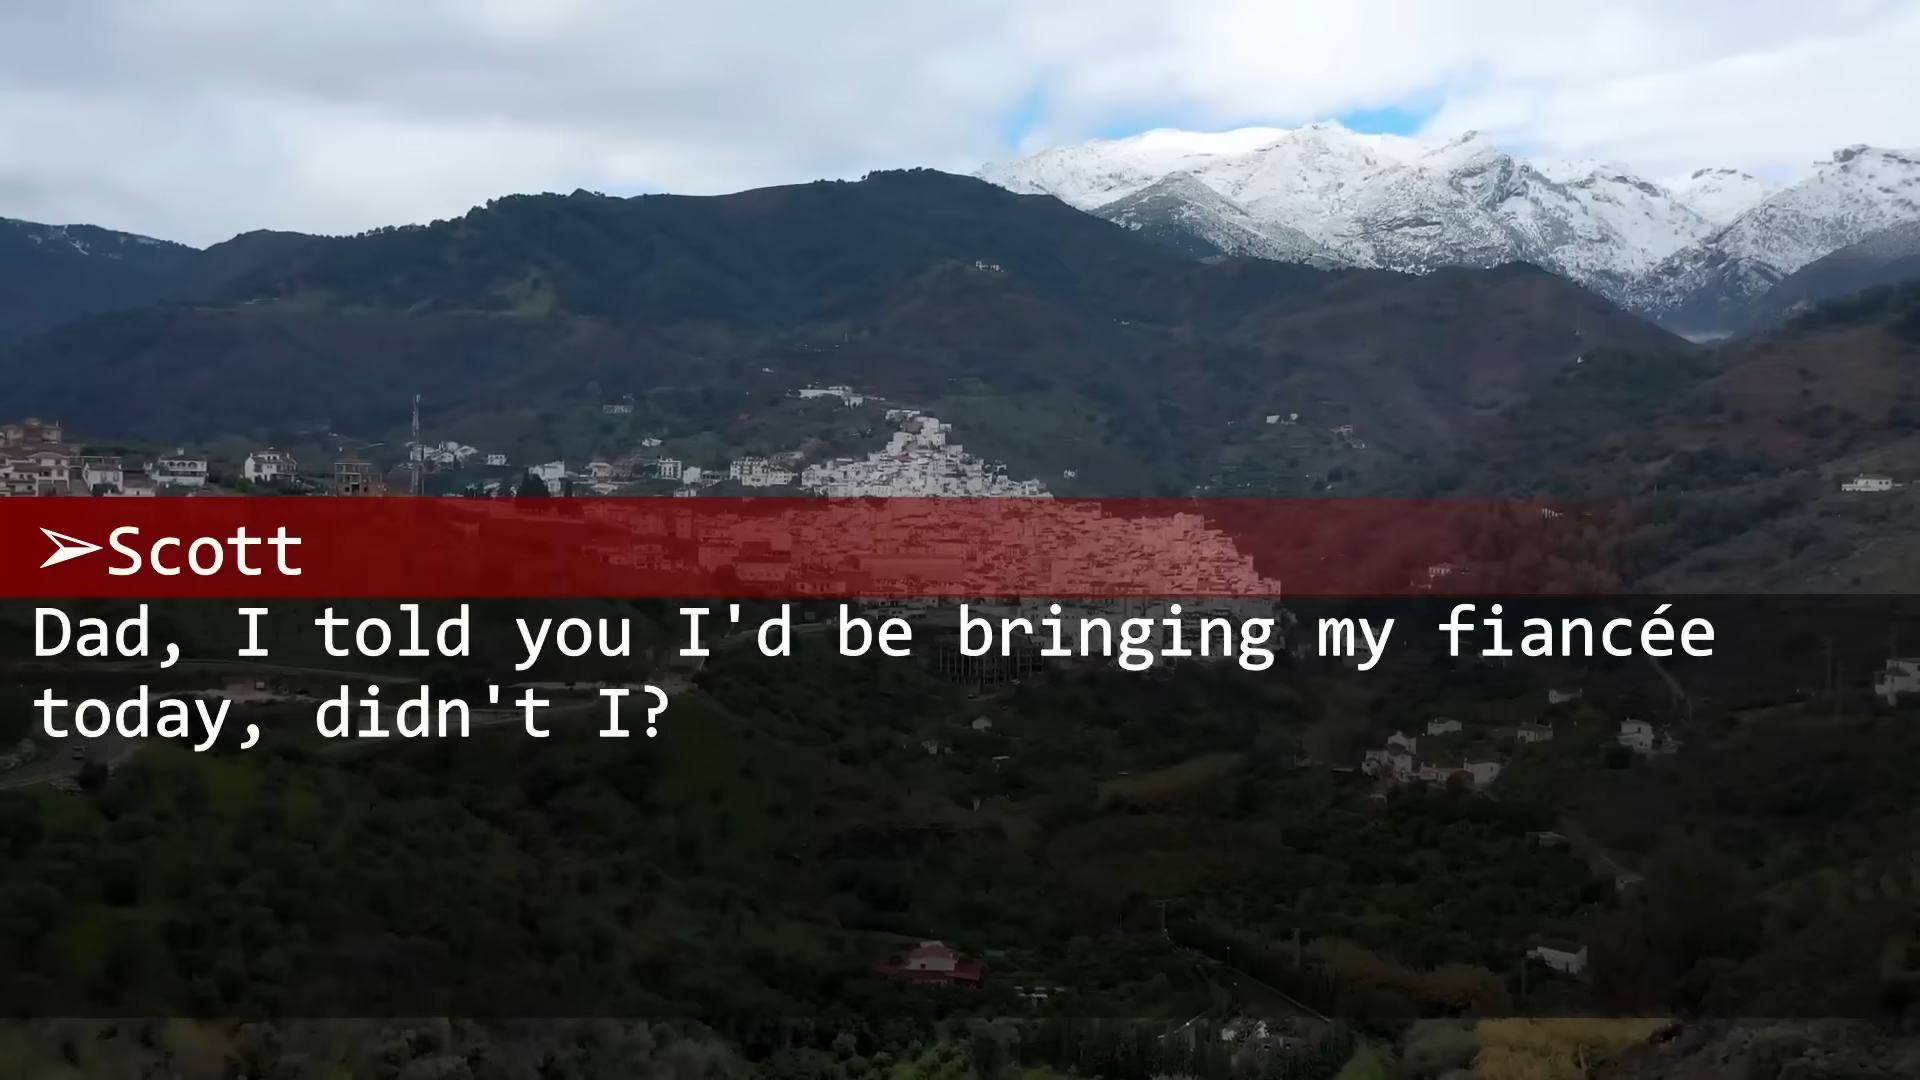 ➢Scott
Dad, I told you I'd be bringing my fiancée
today, didn't I?